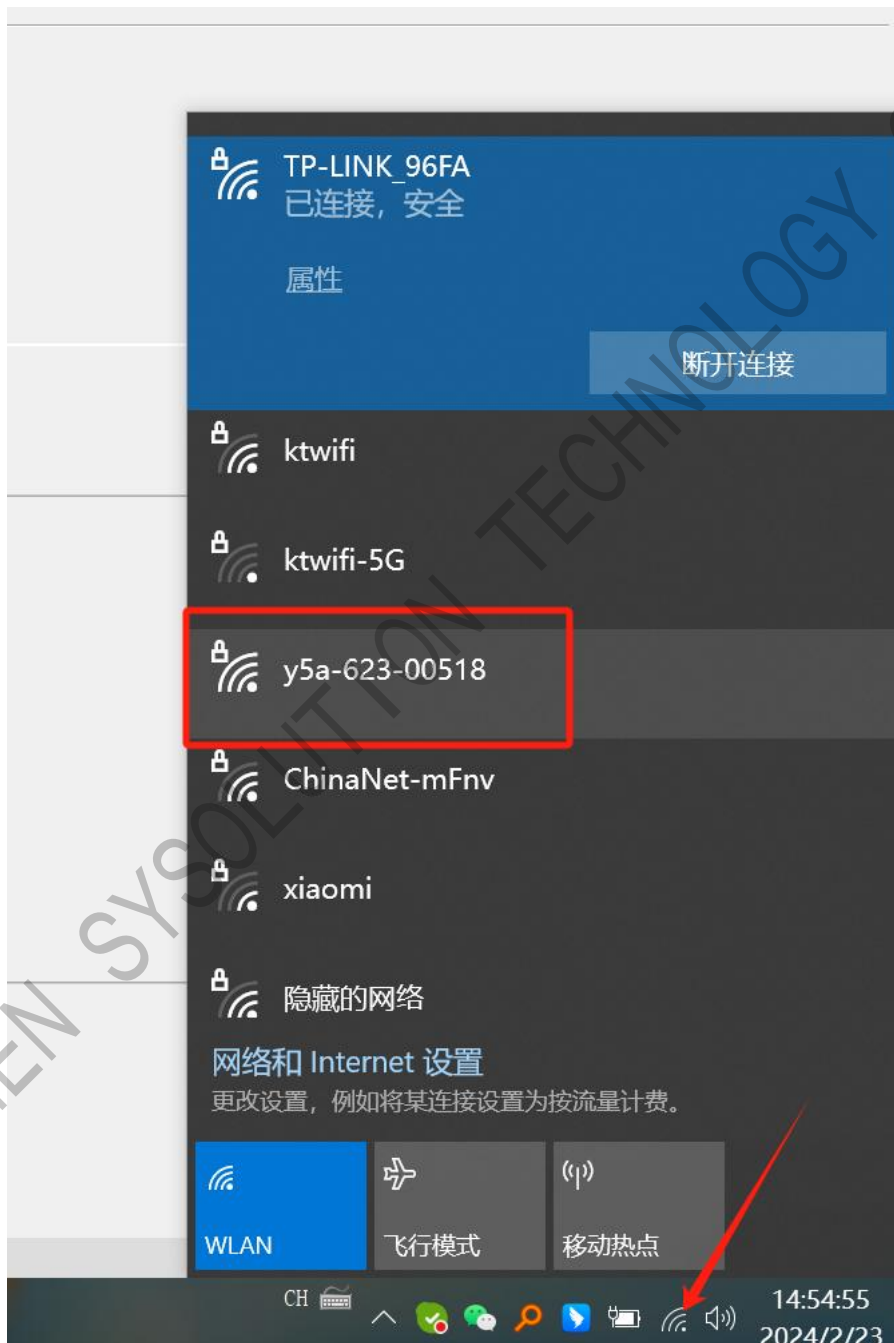 TP-LINK_96FA
已连接，安全
属性
断开连接
ktwifi
ktwifi-5G
y5a-623-00518
ChinaNet-mFnv
xiaomi
隐藏的网络
网络和 Internet 设置
更改设置，例如将某连接设置为按流量计费。
WLAN
飞行模式
移动热点
CH
14:54:55
2024/2/23
SYSOLUTION TECHNOLOGY